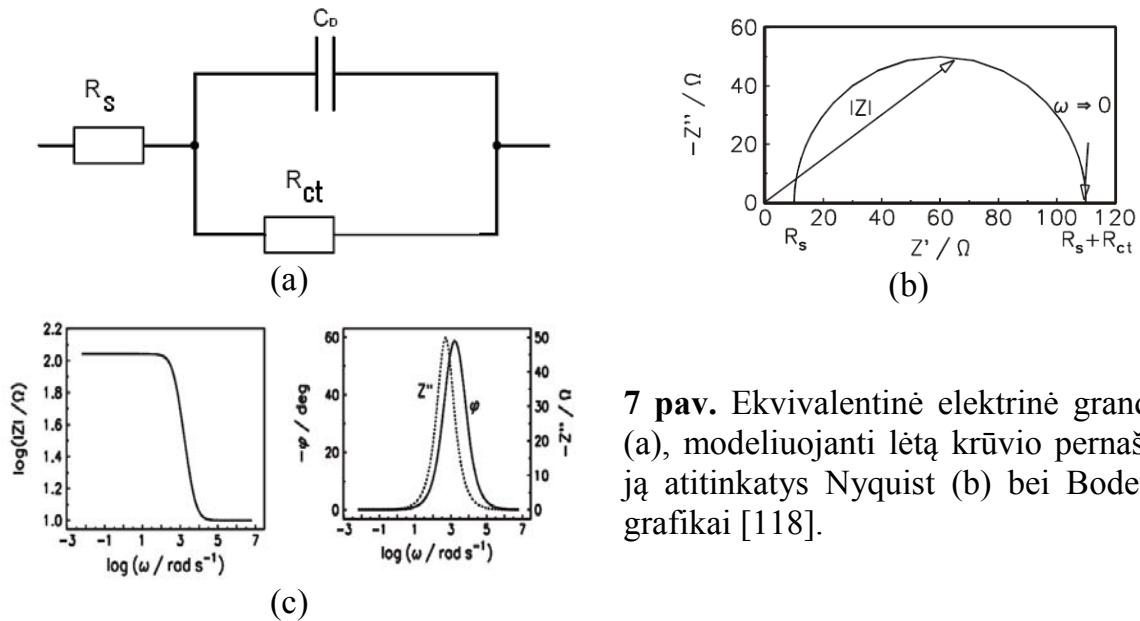 C_D
R_s
R_ct
(a)
60
40
20
0
-Z'' / Ω
|Z|
ω ⇒ 0
0 20 40 60 80 100 120
R_s Z' / Ω R_s+R_ct
(b)
2.2
2.0
1.8
1.6
1.4
1.2
1.0
log(|Z| /Ω)
-3 -1 1 3 5 7
log (ω / rad s⁻¹)
60
40
20
0
-φ / deg
Z''
φ
50
40
30
20
10
0
-Z'' / Ω
-3 -1 1 3 5 7
log (ω / rad s⁻¹)
(c)
7 pav. Ekvivalentinė elektrinė
(a), modeliuojanti lėtą krūvio
ją atitinkatys Nyquist (b) bei Bode
grafikai [118].